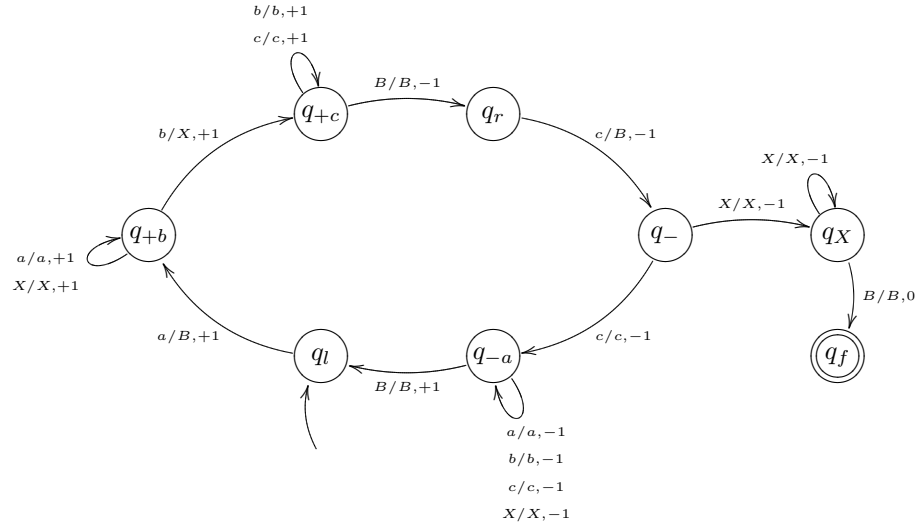 b/b,+1
c/c,+1
B/B,−1
q+c
qr
b/X,+1
c/B,−1
X/X,−1
X/X,−1
q+b
q−
qX
a/a,+1
X/X,+1
B/B,0
a/B,+1
c/c,−1
ql
q−a
qf
B/B,+1
a/a,−1
b/b,−1
c/c,−1
X/X,−1